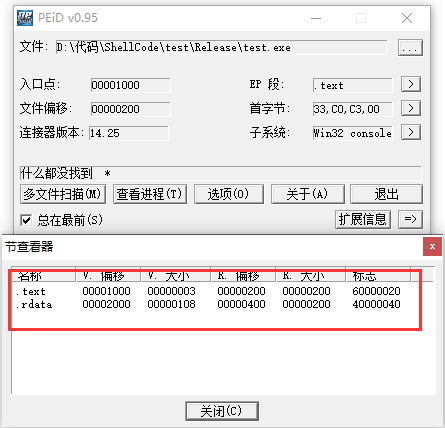 PEiD v0.95
文件: D:\代码\ShellCode\test\Release\test.exe ...
入口点: 00001000 EP 段: .text >
文件偏移: 00000200 首字节: 33,C0,C3,00 >
连接器版本: 14.25 子系统: Win32 console >
什么都没找到 *
多文件扫描(M) 查看进程(T) 选项(O) 关于(A) 退出
总在最前(S) 扩展信息 =>
节查看器 x
名称 V. 偏移 V. 大小 R. 偏移 R. 大小 标志
.text 00001000 00000003 00000200 00000200 60000020
.rdata 00002000 00000108 00000400 00000200 40000040
关闭(C)